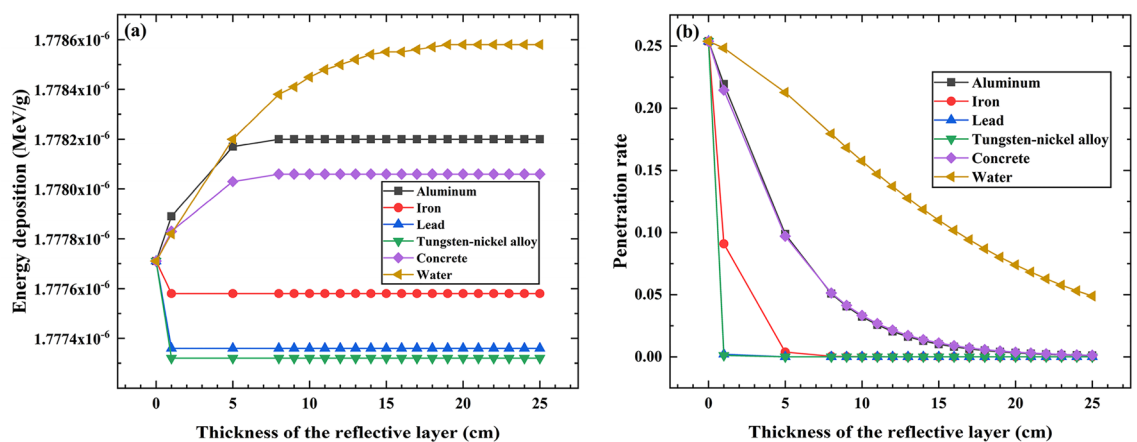 (a)
1.7786x10⁻⁶
1.7784x10⁻⁶
1.7782x10⁻⁶
1.7780x10⁻⁶
1.7778x10⁻⁶
1.7776x10⁻⁶
1.7774x10⁻⁶
Energy deposition (MeV/g)
Aluminum
Iron
Lead
Tungsten-nickel alloy
Concrete
Water
0 5 10 15 20 25
Thickness of the reflective layer (cm)
(b)
0.25
0.20
0.15
0.10
0.05
0.00
Penetration rate
Aluminum
Iron
Lead
Tungsten-nickel alloy
Concrete
Water
0 5 10 15 20 25
Thickness of the reflective layer (cm)